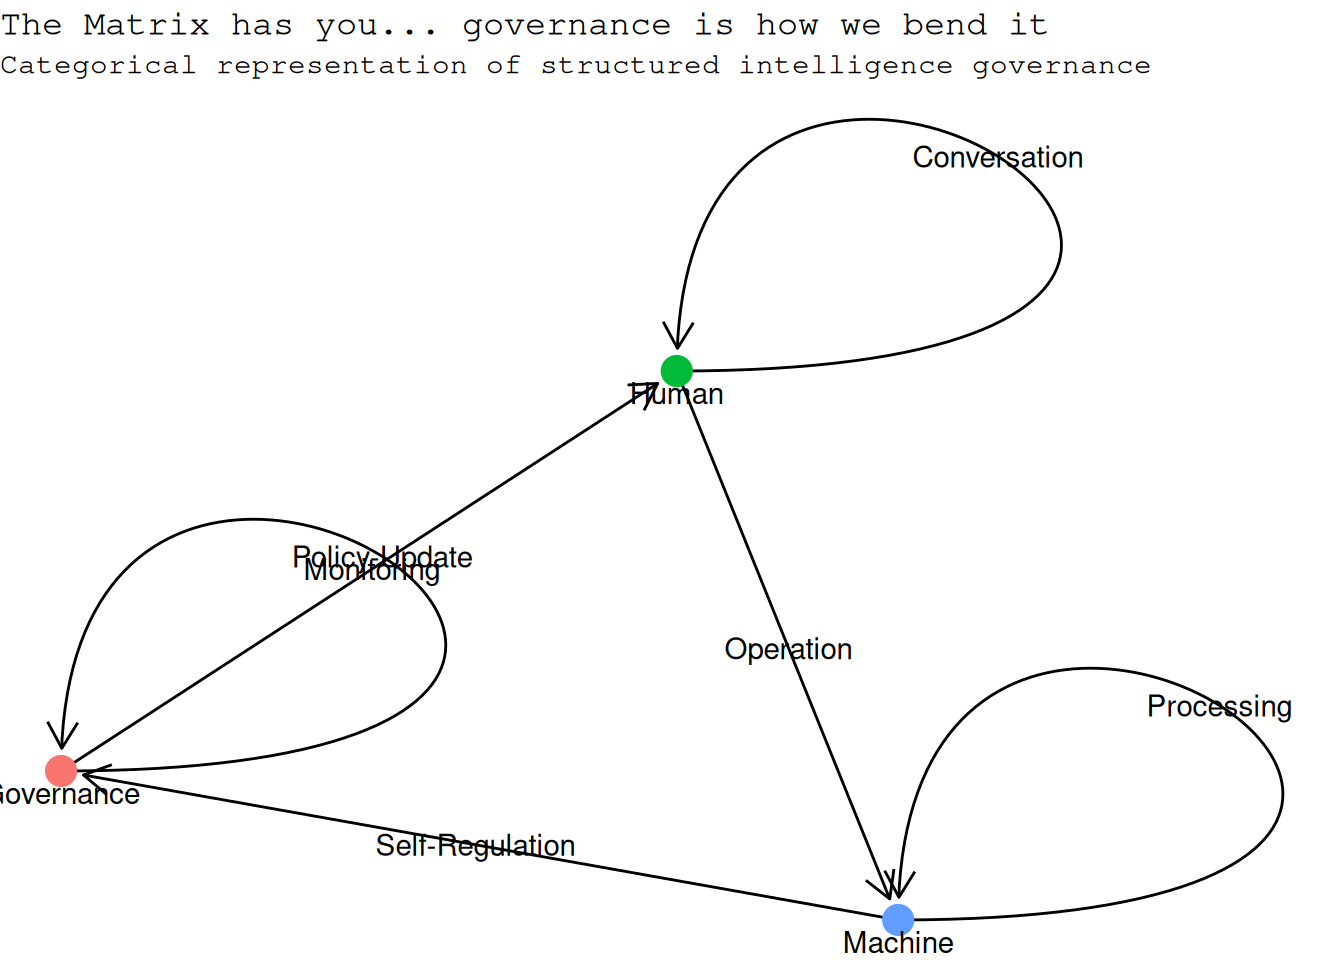 The Matrix has you... governance is how we bend it
Categorical representation of structured intelligence governance
Conversation
Human
Policy-Update
Monitoring
Operation
Processing
Governance
Self-Regulation
Machine